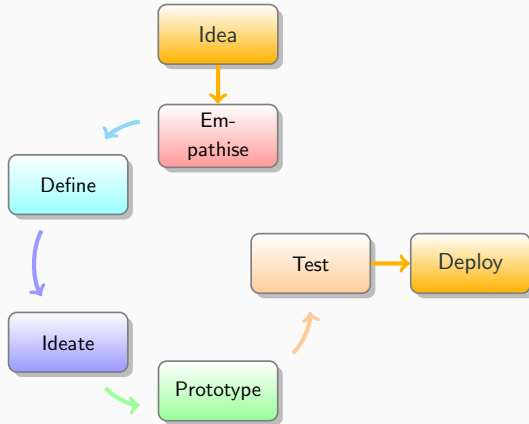 Idea
Em-
pathise
Define
Test
Deploy
Ideate
Prototype